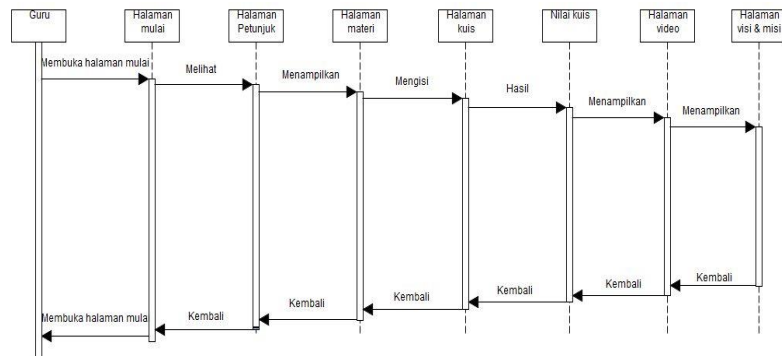 Guru
Halaman
mulai
Halaman
Petunjuk
Halaman
materi
Halaman
kuis
Nilai kuis
Halaman
video
Halaman
visi & misi
Membuka halaman mulai
Melihat
Menampilkan
Mengisi
Hasil
Menampilkan
Menampilkan
Kembali
Kembali
Kembali
Kembali
Kembali
Kembali
Membuka halaman mulai